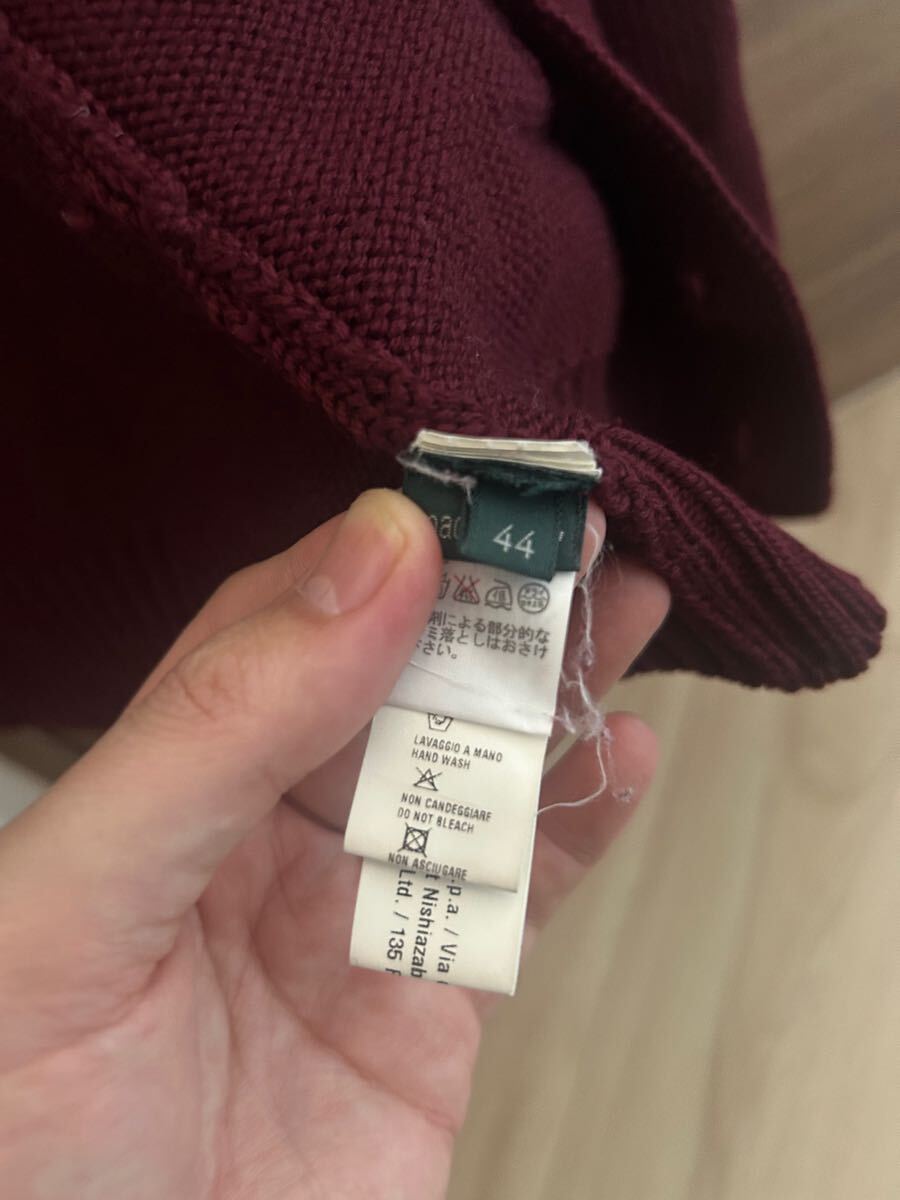 44
剤による部分的な
ミ落としはおさけ
ださい。
LAVAGGIO A MANO
HAND WASH
NON CANDEGGIARE
DO NOT BLEACH
NON ASCIUGARE
.p.a. / Via
t Nishiazab
Ltd. / 135